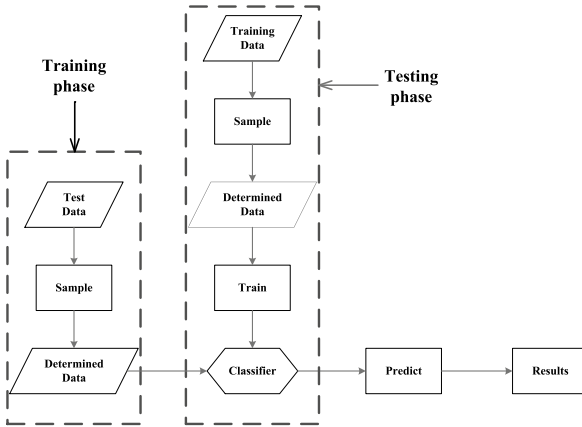 Training
Data
Training
phase
Testing
phase
Sample
Test
Data
Determined
Data
Sample
Train
Determined
Data
Classifier
Predict
Results